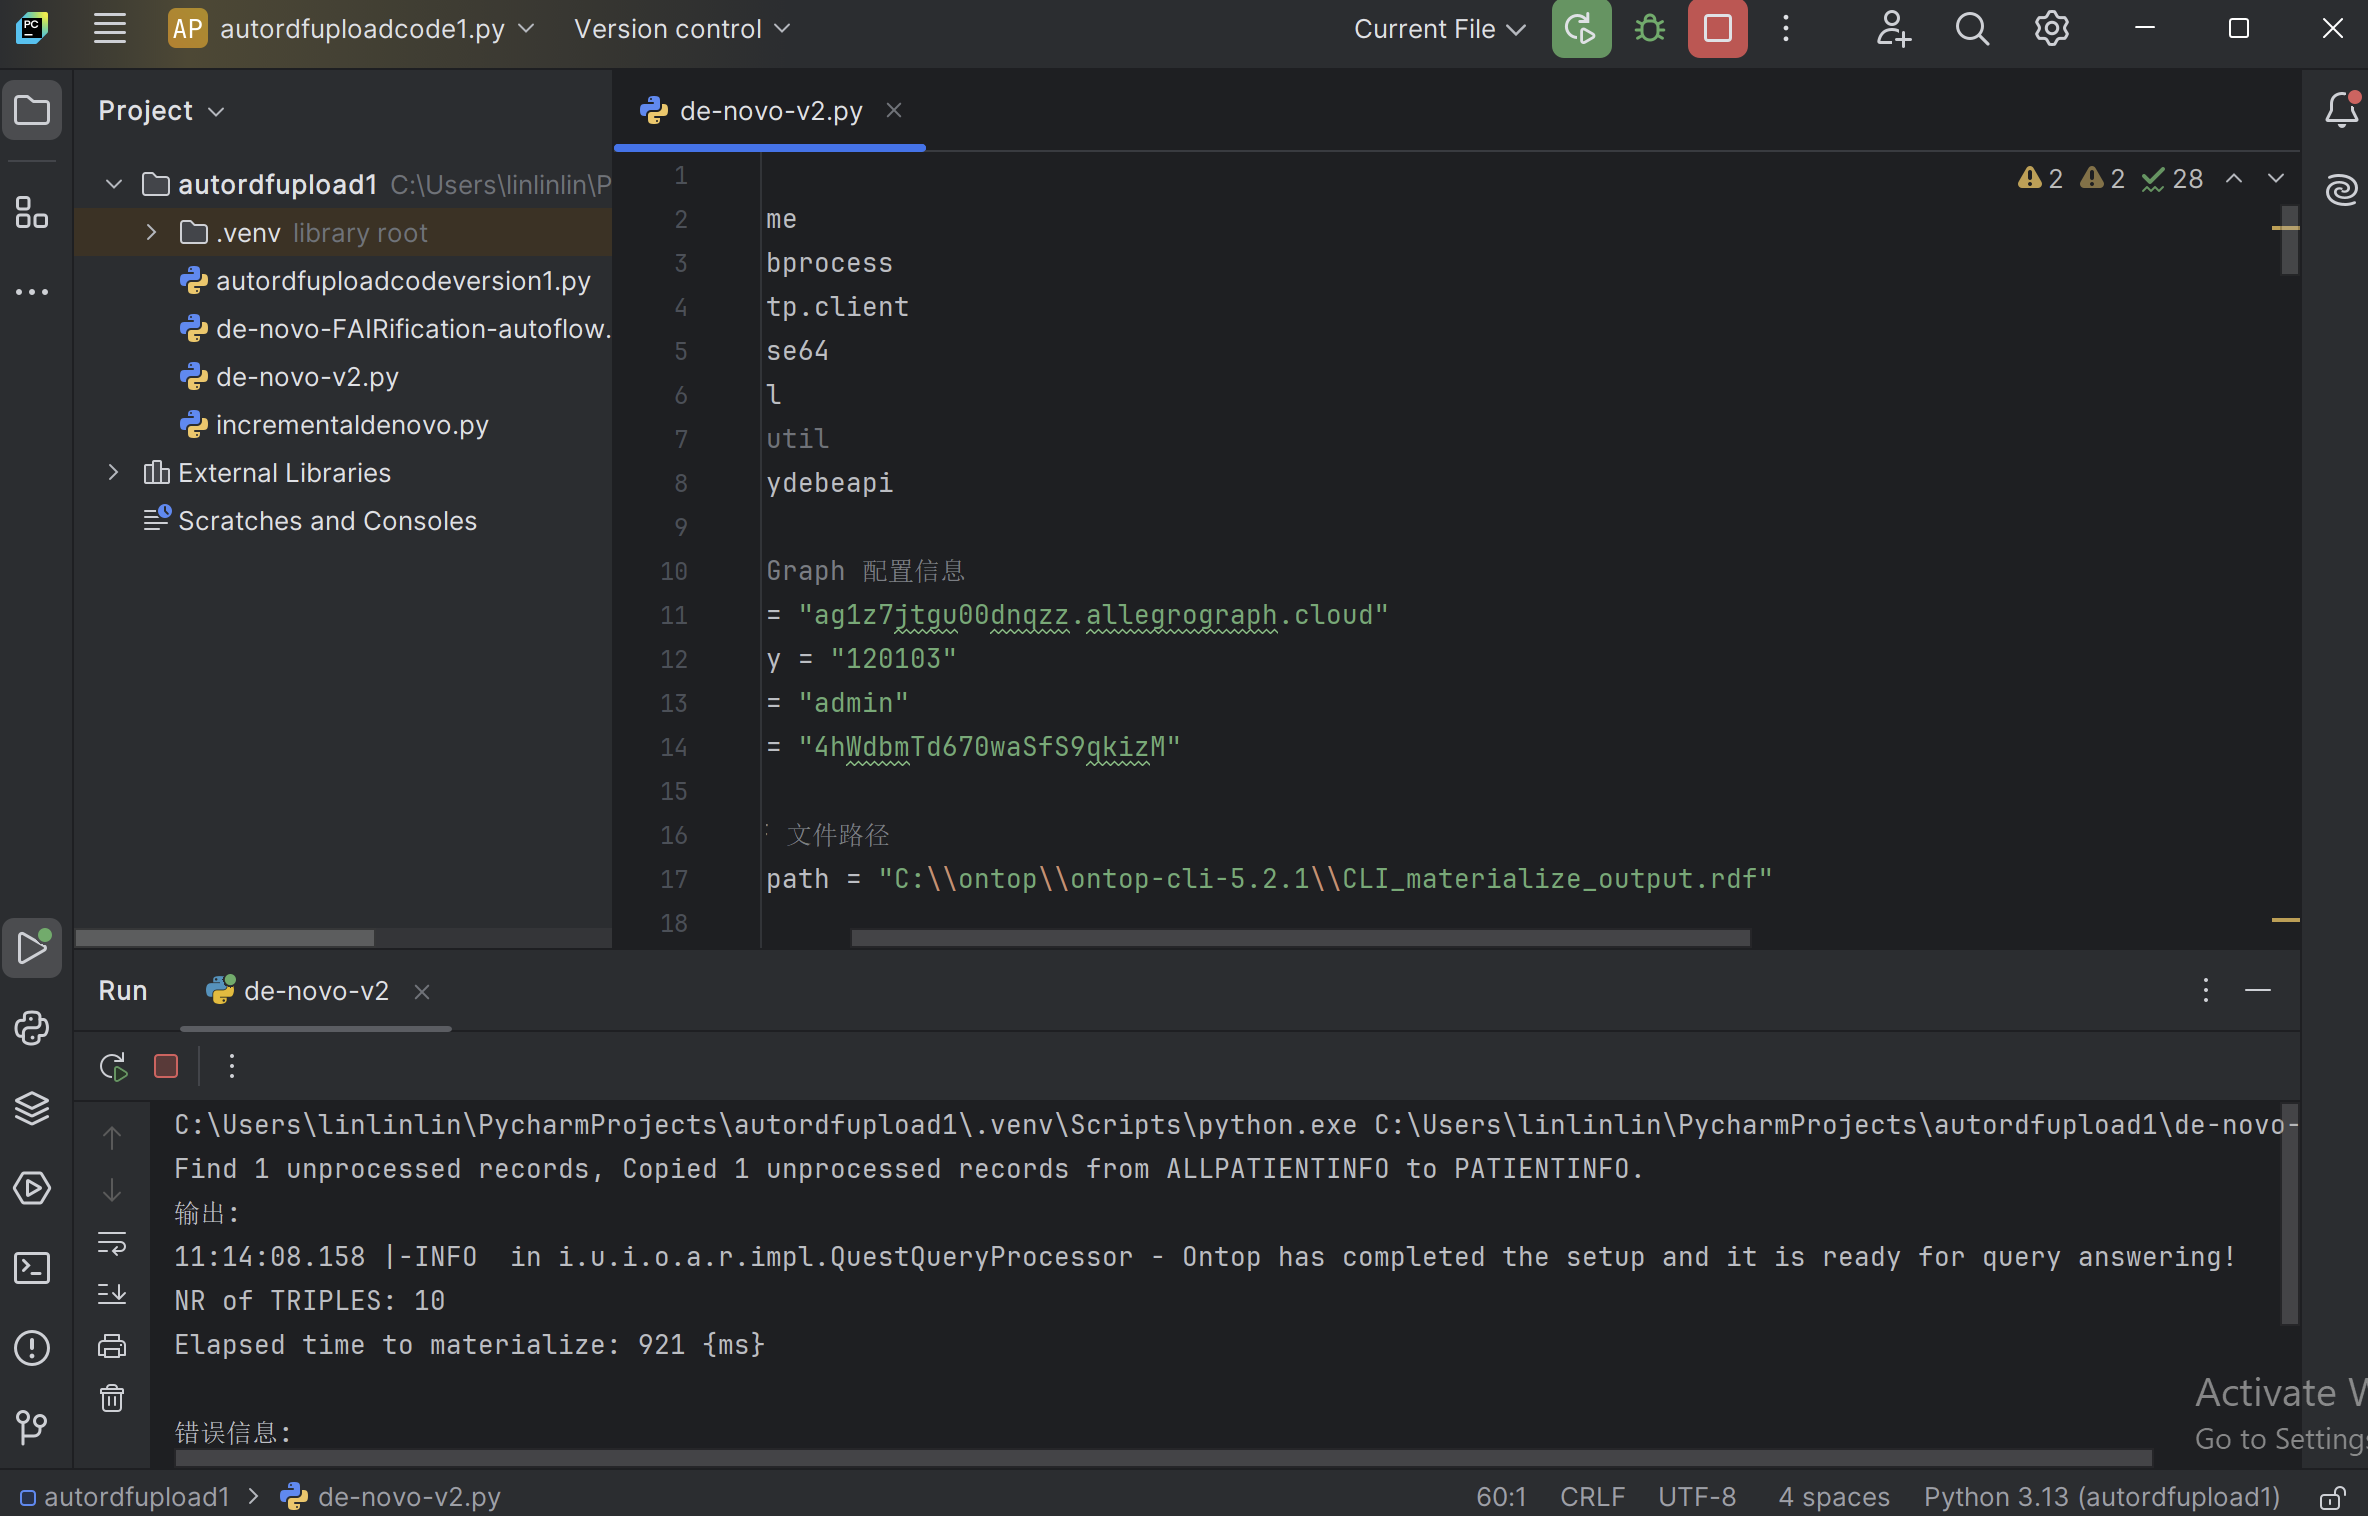 PC
AP autordfuploadcode1.py Version control Current File
Project
autordfupload1 C:\Users\linlinlin\P
.venv library root
autordfuploadcodeversion1.py
de-novo-FAIRification-autoflow.
de-novo-v2.py
incrementaldenovo.py
External Libraries
Scratches and Consoles
de-novo-v2.py
2 2 28
1
2 me
3 bprocess
4 tp.client
5 se64
6 l
7 util
8 ydebeapi
9
10 Graph 配置信息
11 = "ag1z7jtgu00dnqzz.allegrograph.cloud"
12 y = "120103"
13 = "admin"
14 = "4hWdbmTd670waSfS9qkizM"
15
16 文件路径
17 path = "C:\\ontop\\ontop-cli-5.2.1\\CLI_materialize_output.rdf"
18
Run de-novo-v2
C:\Users\linlinlin\PycharmProjects\autordfupload1\.venv\Scripts\python.exe C:\Users\linlinlin\PycharmProjects\autordfupload1\de-novo-
Find 1 unprocessed records, Copied 1 unprocessed records from ALLPATIENTINFO to PATIENTINFO.
输出:
11:14:08.158 |-INFO  in i.u.i.o.a.r.impl.QuestQueryProcessor - Ontop has completed the setup and it is ready for query answering!
NR of TRIPLES: 10
Elapsed time to materialize: 921 {ms}
错误信息:
Activate W
Go to Settings
autordfupload1 > de-novo-v2.py 60:1 CRLF UTF-8 4 spaces Python 3.13 (autordfupload1)